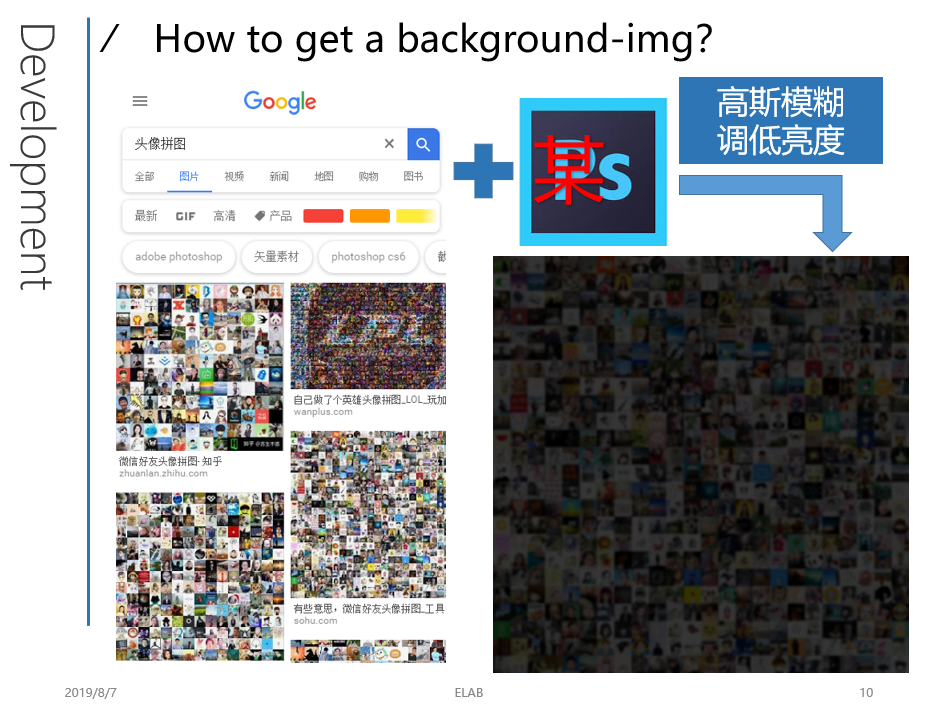 Development
/ How to get a background-img?
Google
头像拼图 ×
全部 图片 视频 新闻 地图 购物 图书
最新 GIF 高清 产品
adobe photoshop 矢量素材 photoshop cs6
LPL
自己做了个英雄头像拼图_LOL_玩加
wanplus.com
微信好友头像拼图- 知乎
zhuanlan.zhihu.com
有些意思，微信好友头像拼图_工具
sohu.com
某
Ps
高斯模糊
调低亮度
2019/8/7
ELAB
10